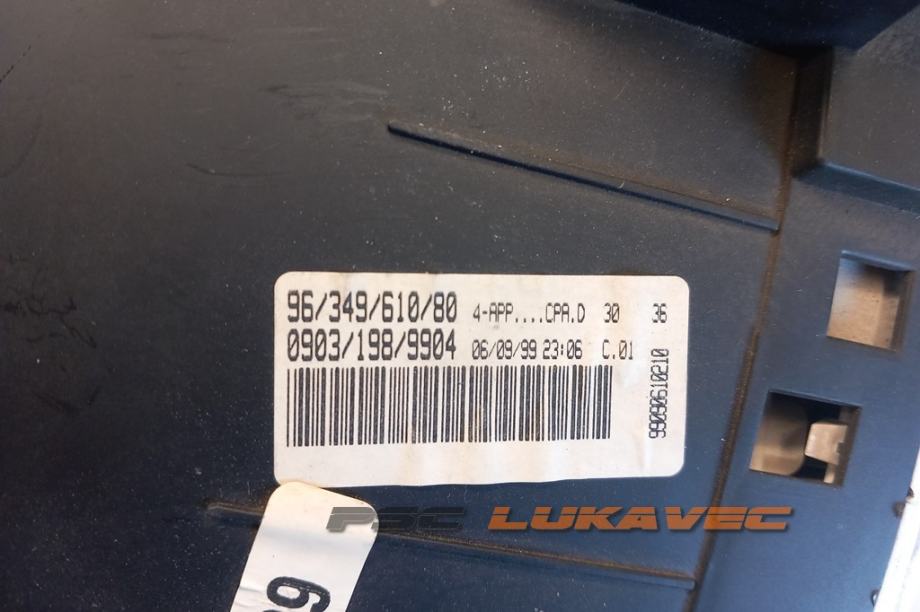 96/349/610/80 4-APP....CPA.D 30 36
0903/198/9904 06/09/99 23:06 C.01
99090610210
PSC LUKAVEC